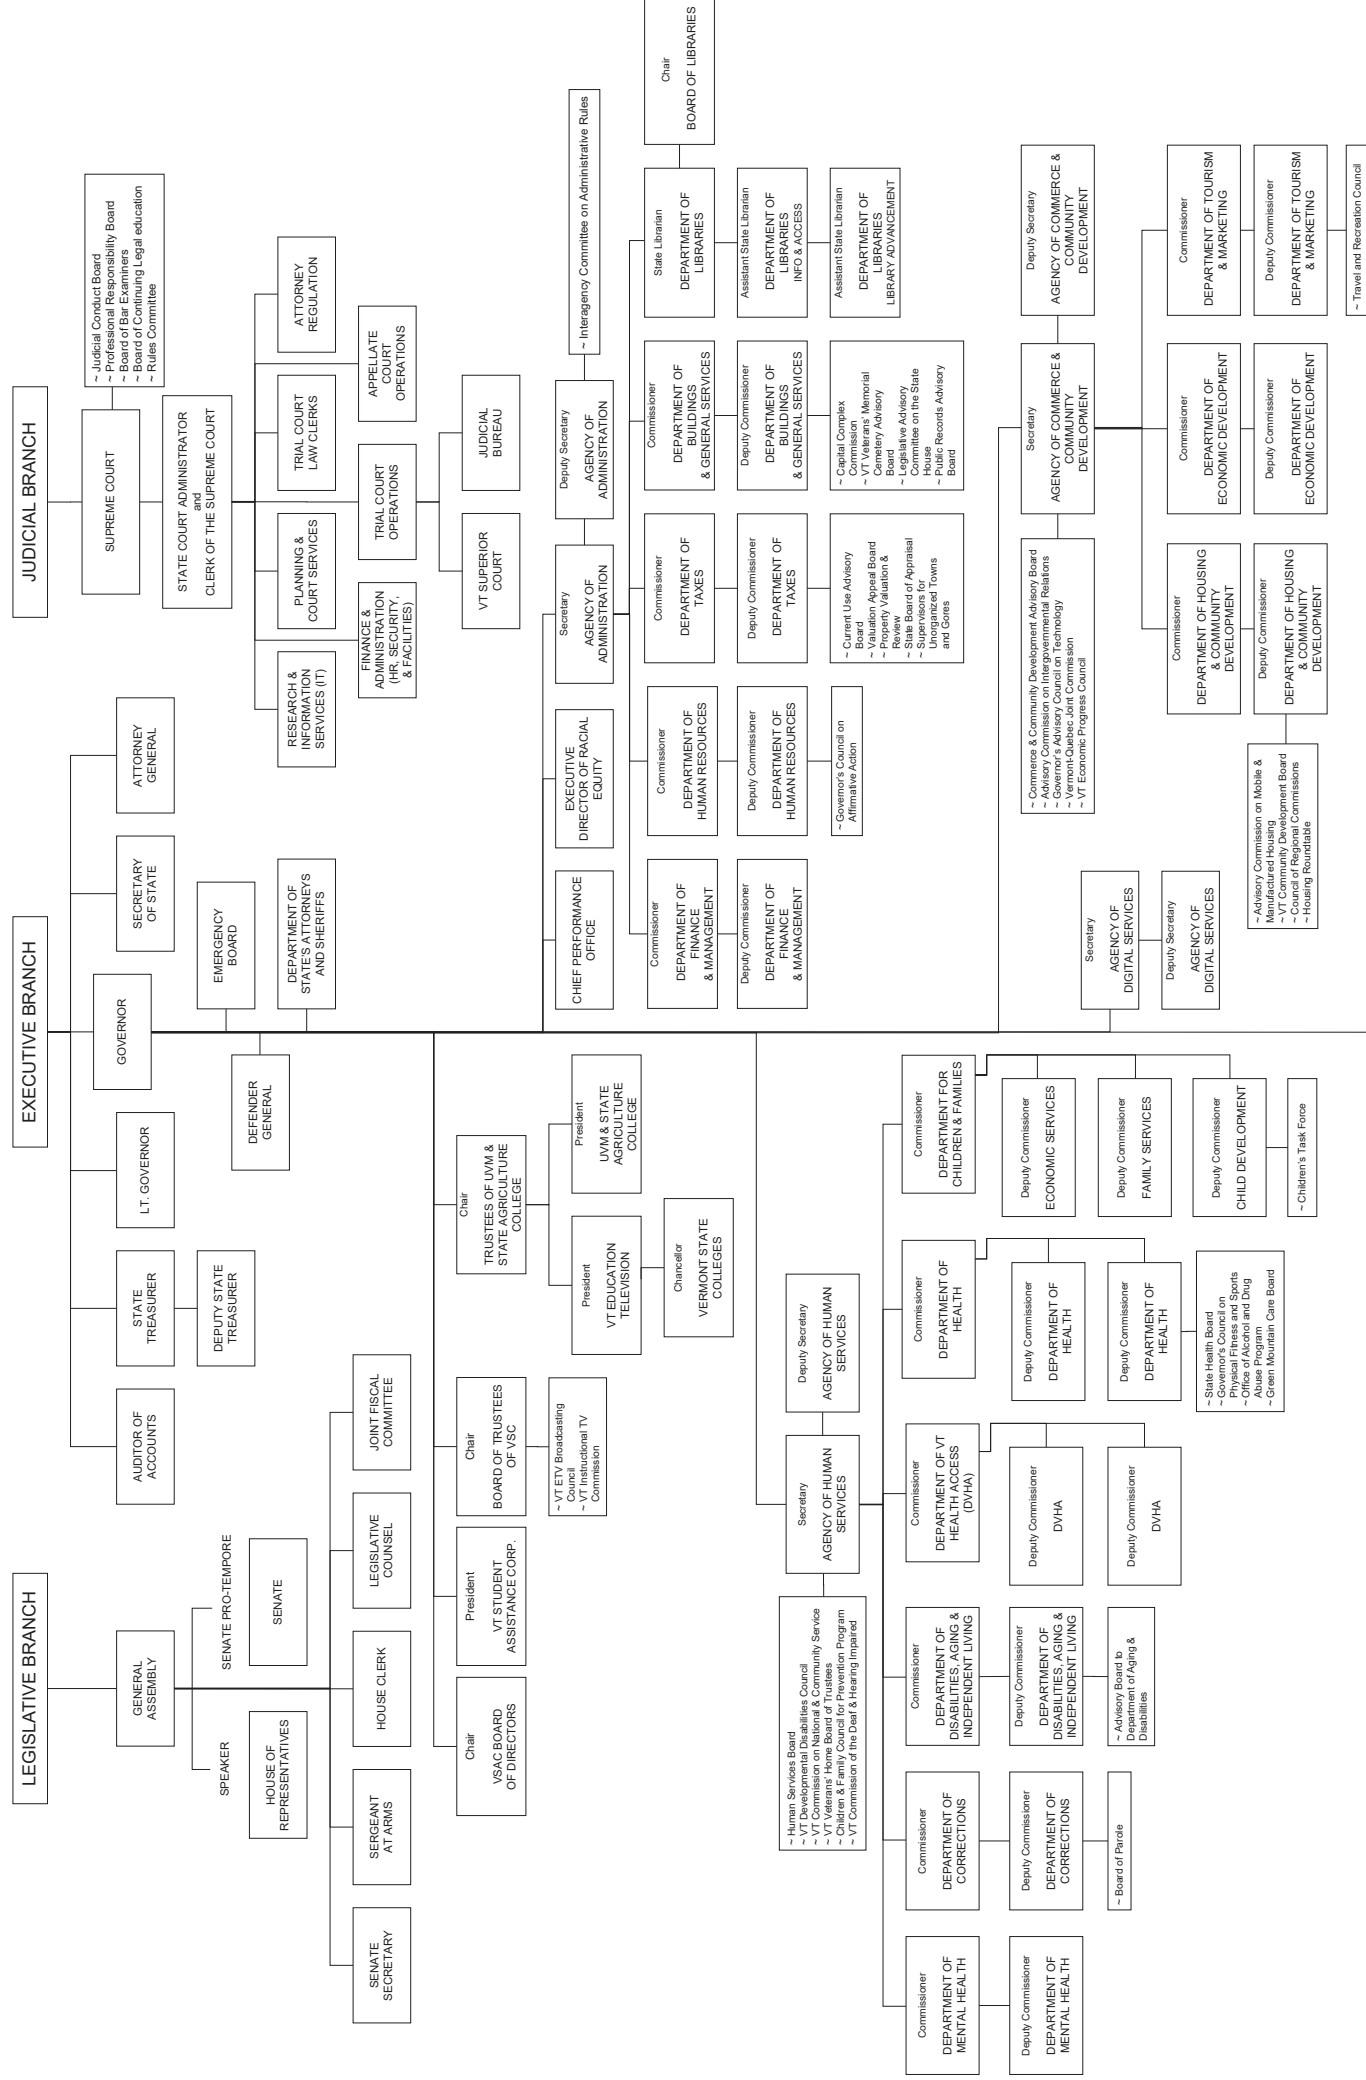 LEGISLATIVE BRANCH
GENERAL
ASSEMBLY
SPEAKER
SENATE PRO-TEMPORE
HOUSE OF
REPRESENTATIVES
SENATE
SENATE
SECRETARY
SERGEANT
AT ARMS
HOUSE CLERK
LEGISLATIVE
COUNSEL
JOINT FISCAL
COMMITTEE
EXECUTIVE BRANCH
AUDITOR OF
ACCOUNTS
STATE
TREASURER
DEPUTY STATE
TREASURER
LT. GOVERNOR
GOVERNOR
SECRETARY
OF STATE
ATTORNEY
GENERAL
EMERGENCY
BOARD
DEFENDER
GENERAL
DEPARTMENT OF
STATE'S ATTORNEYS
AND SHERIFFS
JUDICIAL BRANCH
SUPREME COURT
~ Judicial Conduct Board
~ Professional Responsibility Board
~ Board of Bar Examiners
~ Board of Continuing Legal education
~ Rules Committee
STATE COURT ADMINISTRATOR
and
CLERK OF THE SUPREME COURT
RESEARCH &
INFORMATION
SERVICES (IT)
PLANNING &
COURT SERVICES
TRIAL COURT
LAW CLERKS
ATTORNEY
REGULATION
FINANCE &
ADMINISTRATION
(HR, SECURITY,
& FACILITIES)
TRIAL COURT
OPERATIONS
APPELLATE
COURT
OPERATIONS
VT SUPERIOR
COURT
JUDICIAL
BUREAU
Chair
VSAC BOARD
OF DIRECTORS
President
VT STUDENT
ASSISTANCE CORP.
Chair
BOARD OF TRUSTEES
OF VSC
~ VT ETV Broadcasting
Council
~ VT Instructional TV
Commission
Chair
TRUSTEES OF UVM &
STATE AGRICULTURE
COLLEGE
President
VT EDUCATION
TELEVISION
President
UVM & STATE
AGRICULTURE
COLLEGE
Chancellor
VERMONT STATE
COLLEGES
CHIEF PERFORMANCE
OFFICE
EXECUTIVE
DIRECTOR OF RACIAL
EQUITY
Secretary
AGENCY OF
ADMINISTRATION
Deputy Secretary
AGENCY OF
ADMINISTRATION
~ Interagency Committee on Administrative Rules
Commissioner
DEPARTMENT OF
FINANCE
& MANAGEMENT
Deputy Commissioner
DEPARTMENT OF
FINANCE
& MANAGEMENT
Commissioner
DEPARTMENT OF
HUMAN RESOURCES
Deputy Commissioner
DEPARTMENT OF
HUMAN RESOURCES
~ Governor's Council on
Affirmative Action
Commissioner
DEPARTMENT OF
TAXES
Deputy Commissioner
DEPARTMENT OF
TAXES
~ Current Use Advisory
Board
~ Valuation Appeal Board
~ Property Valuation &
Review
~ State Board of Appraisal
~ Supervisors for
Unorganized Towns
and Gores
Commissioner
DEPARTMENT OF
BUILDINGS
& GENERAL SERVICES
Deputy Commissioner
DEPARTMENT OF
BUILDINGS
& GENERAL SERVICES
~ Capital Complex
Commission
~ VT Veterans' Memorial
Cemetery Advisory
Board
~ Legislative Advisory
Committee on the State
House
~ Public Records Advisory
Board
State Librarian
DEPARTMENT OF
LIBRARIES
Assistant State Librarian
DEPARTMENT OF
LIBRARIES
INFO & ACCESS
Assistant State Librarian
DEPARTMENT OF
LIBRARIES
LIBRARY ADVANCEMENT
Chair
BOARD OF LIBRARIES
Secretary
AGENCY OF HUMAN
SERVICES
Deputy Secretary
AGENCY OF HUMAN
SERVICES
~ Human Services Board
~ VT Developmental Disabilities Council
~ VT Commission on National & Community Service
~ VT Veterans' Home Board of Trustees
~ Children & Family Council for Prevention Program
~ VT Commission of the Deaf & Hearing Impaired
Commissioner
DEPARTMENT OF
MENTAL HEALTH
Deputy Commissioner
DEPARTMENT OF
MENTAL HEALTH
Commissioner
DEPARTMENT OF
CORRECTIONS
Deputy Commissioner
DEPARTMENT OF
CORRECTIONS
~ Board of Parole
Commissioner
DEPARTMENT OF
DISABILITIES, AGING &
INDEPENDENT LIVING
Deputy Commissioner
DEPARTMENT OF
DISABILITIES, AGING &
INDEPENDENT LIVING
~ Advisory Board to
Department of Aging &
Disabilities
Commissioner
DEPARTMENT OF VT
HEALTH ACCESS
(DVHA)
Deputy Commissioner
DVHA
Deputy Commissioner
DVHA
Commissioner
DEPARTMENT OF
HEALTH
Deputy Commissioner
DEPARTMENT OF
HEALTH
Deputy Commissioner
DEPARTMENT OF
HEALTH
~ State Health Board
~ Governor's Council on
Physical Fitness and Sports
~ Office of Alcohol and Drug
Abuse Program
~ Green Mountain Care Board
Commissioner
DEPARTMENT FOR
CHILDREN & FAMILIES
Deputy Commissioner
ECONOMIC SERVICES
Deputy Commissioner
FAMILY SERVICES
Deputy Commissioner
CHILD DEVELOPMENT
~ Children's Task Force
Secretary
AGENCY OF
DIGITAL SERVICES
Deputy Secretary
AGENCY OF
DIGITAL SERVICES
Secretary
AGENCY OF COMMERCE &
COMMUNITY
DEVELOPMENT
Deputy Secretary
AGENCY OF COMMERCE &
COMMUNITY
DEVELOPMENT
~ Commerce & Community Development Advisory Board
~ Advisory Commission on Intergovernmental Relations
~ Governor's Advisory Council on Technology
~ Vermont-Quebec Joint Commission
~ VT Economic Progress Council
Commissioner
DEPARTMENT OF HOUSING
& COMMUNITY
DEVELOPMENT
Deputy Commissioner
DEPARTMENT OF HOUSING
& COMMUNITY
DEVELOPMENT
~ Advisory Commission on Mobile &
Manufactured Housing
~ VT Community Development Board
~ Council of Regional Commissions
~ Housing Roundtable
Commissioner
DEPARTMENT OF
ECONOMIC DEVELOPMENT
Deputy Commissioner
DEPARTMENT OF
ECONOMIC DEVELOPMENT
Commissioner
DEPARTMENT OF TOURISM
& MARKETING
Deputy Commissioner
DEPARTMENT OF TOURISM
& MARKETING
~ Travel and Recreation Council